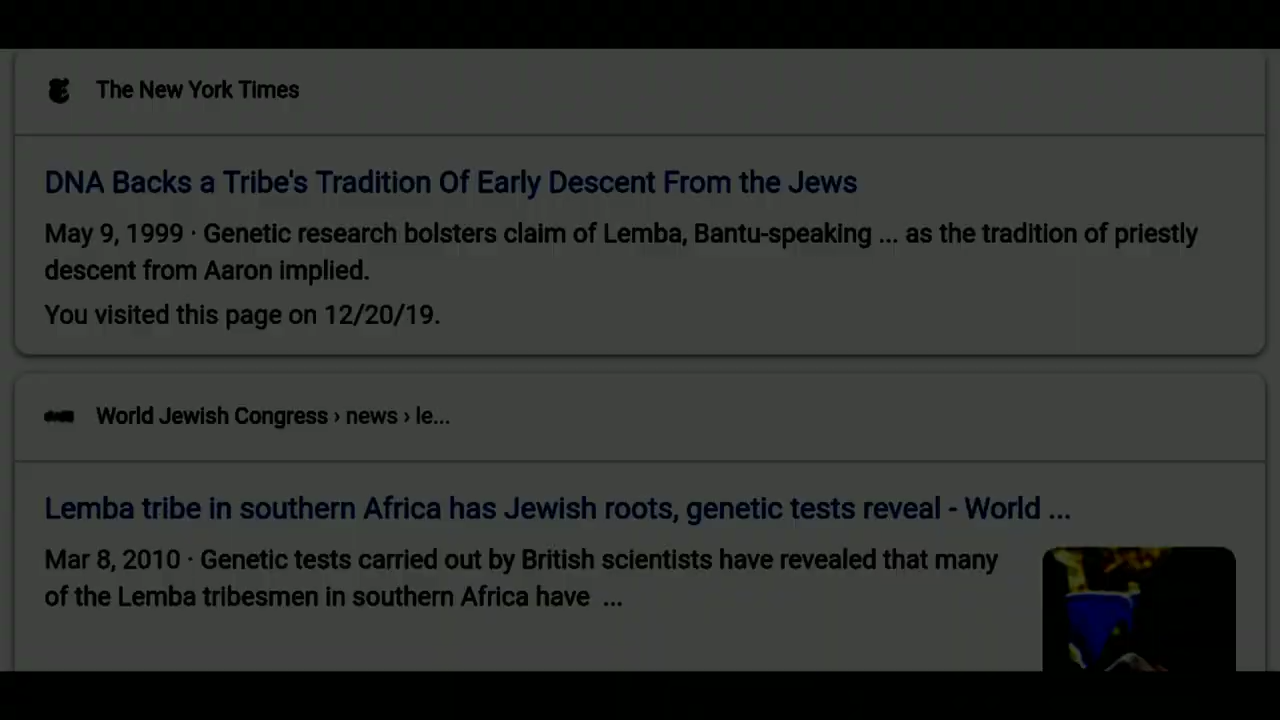 The New York Times
DNA Backs a Tribe's Tradition Of Early Descent From the Jews
May 9, 1999 · Genetic research bolsters claim of Lemba, Bantu-speaking ... as the tradition of priestly
descent from Aaron implied.
You visited this page on 12/20/19.
World Jewish Congress › news › le...
Lemba tribe in southern Africa has Jewish roots, genetic tests reveal - World ...
Mar 8, 2010 · Genetic tests carried out by British scientists have revealed that many
of the Lemba tribesmen in southern Africa have ...